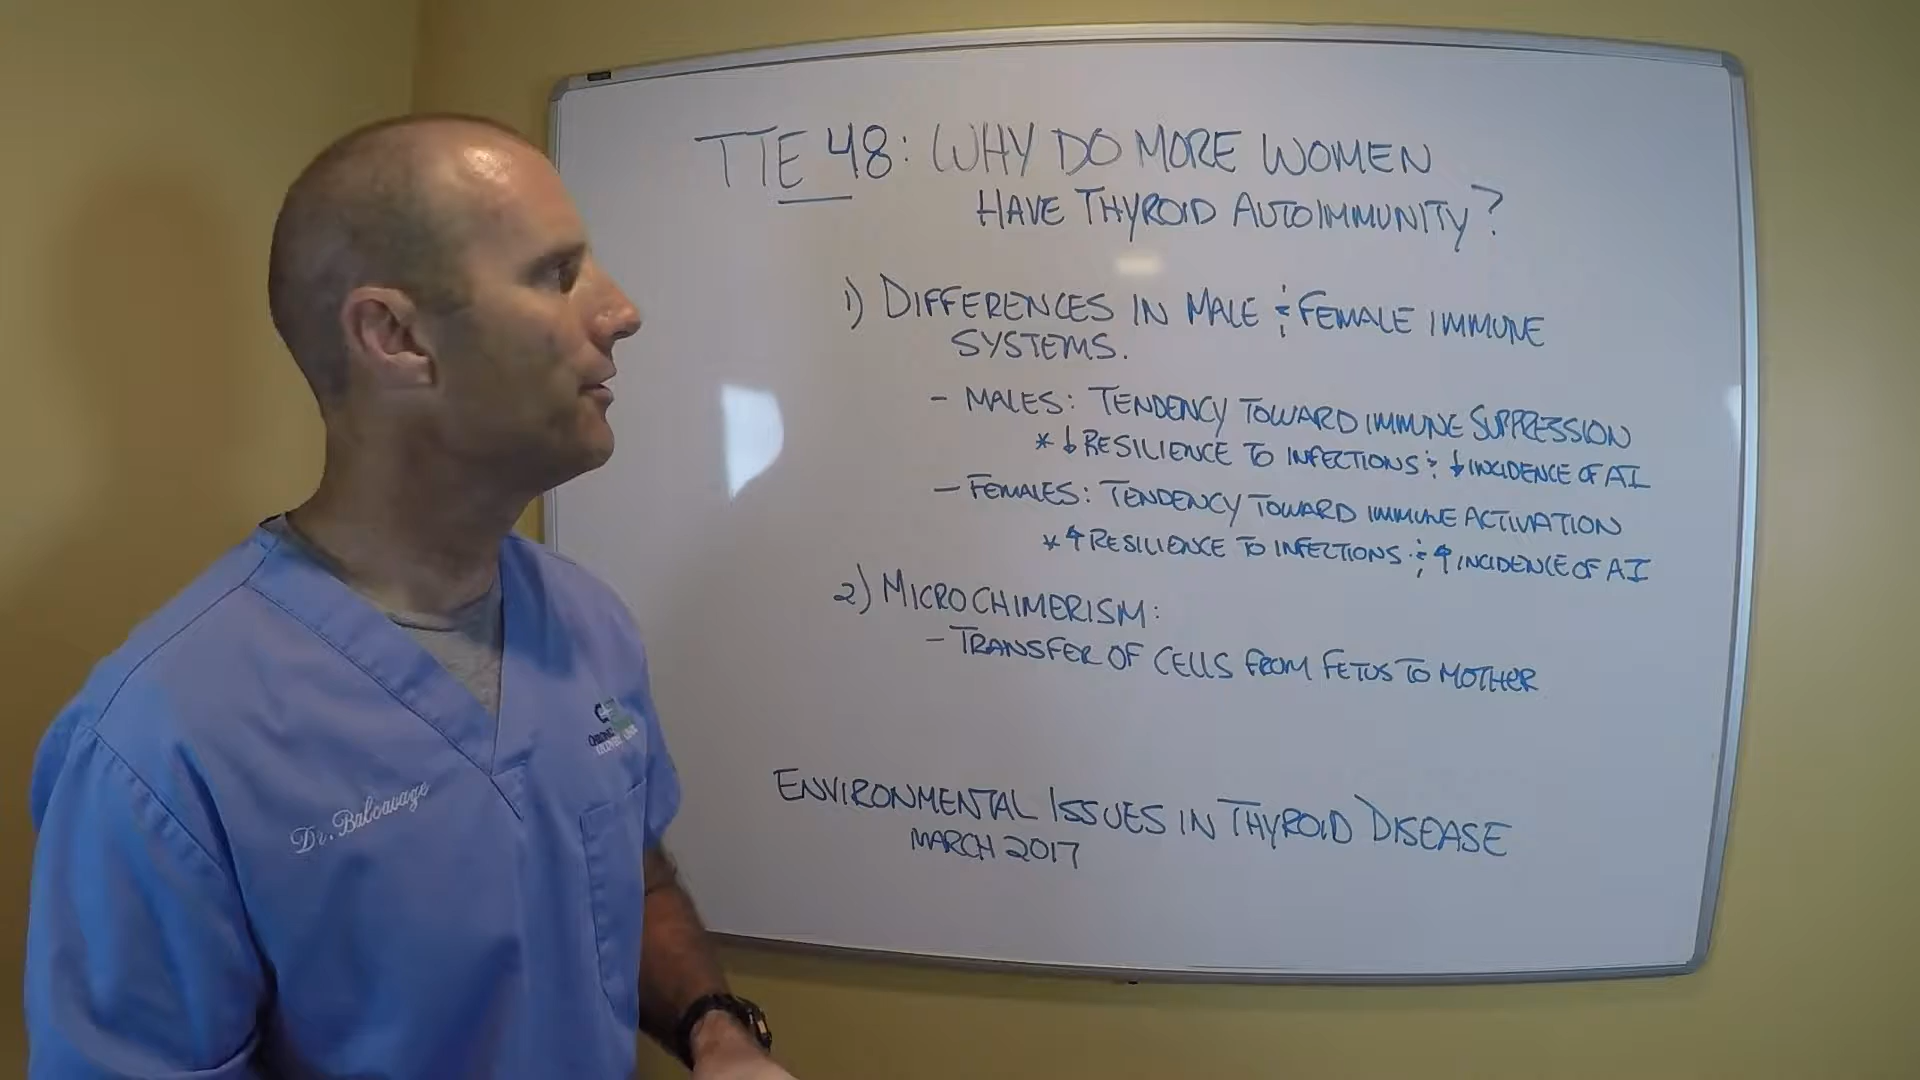 TTE 48: WHY DO MORE WOMEN
HAVE THYROID AUTOIMMUNITY?
1) DIFFERENCES IN MALE & FEMALE IMMUNE
SYSTEMS.
- MALES: TENDENCY TOWARD IMMUNE SUPPRESSION
* ↓ RESILIENCE TO INFECTIONS & ↓ INCIDENCE OF AI
- FEMALES: TENDENCY TOWARD IMMUNE ACTIVATION
* ↑ RESILIENCE TO INFECTIONS & ↑ INCIDENCE OF AI
2) MICROCHIMERISM:
- TRANSFER OF CELLS FROM FETUS TO MOTHER
ENVIRONMENTAL ISSUES IN THYROID DISEASE
MARCH 2017
Dr. Balcavage